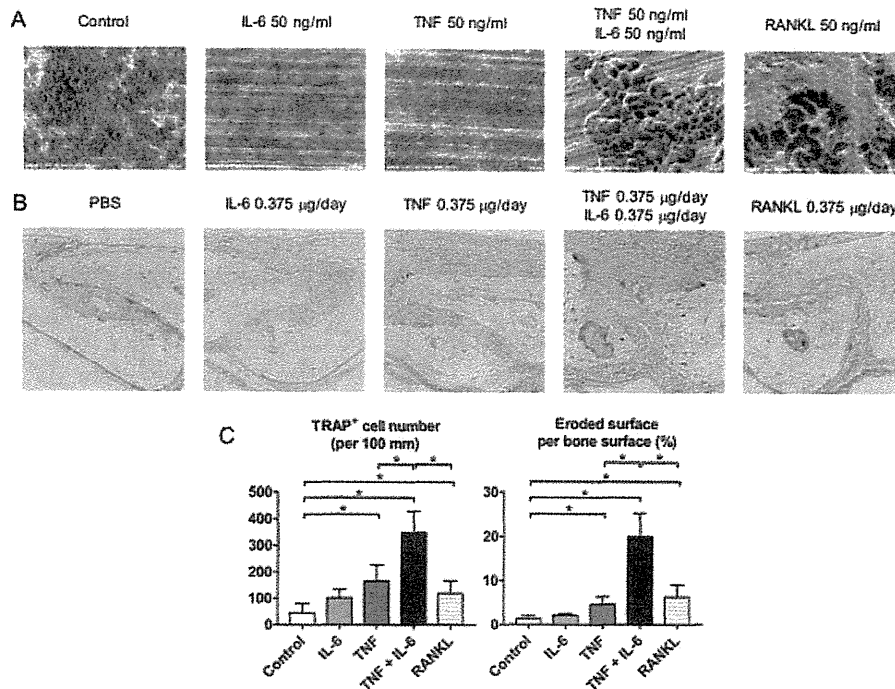 A
Control
IL-6 50 ng/ml
TNF 50 ng/ml
TNF 50 ng/ml
IL-6 50 ng/ml
RANKL 50 ng/ml
B
PBS
IL-6 0.375 µg/day
TNF 0.375 µg/day
TNF 0.375 µg/day
IL-6 0.375 µg/day
RANKL 0.375 µg/day
C
TRAP⁺ cell number
(per 100 mm)
* *
*
*
*
500
400
300
200
100
0
Control
IL-6
TNF
TNF + IL-6
RANKL
Eroded surface
per bone surface (%)
* *
*
*
*
30
20
10
0
Control
IL-6
TNF
TNF + IL-6
RANKL